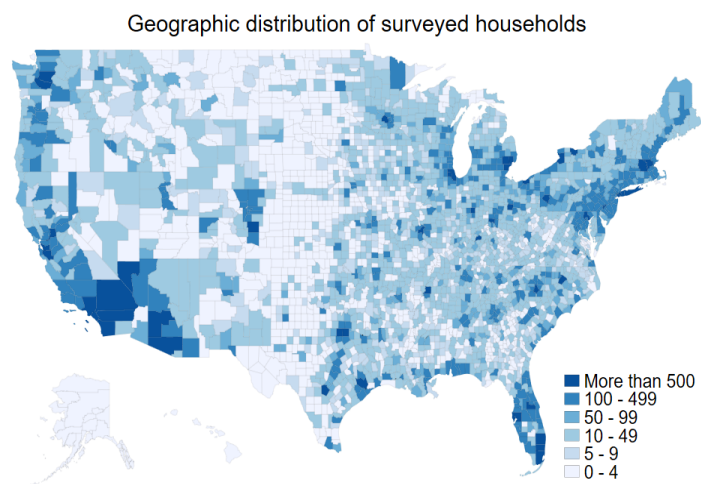 Geographic distribution of surveyed households
More than 500
100 - 499
50 - 99
10 - 49
5 - 9
0 - 4